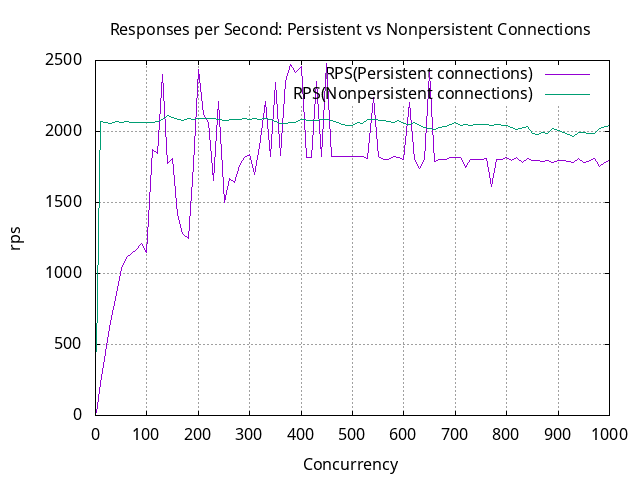 Responses per Second: Persistent vs Nonpersistent Connections
RPS(Persistent connections)
RPS(Nonpersistent connections)
2500
2000
1500
1000
500
0
rps
0 100 200 300 400 500 600 700 800 900 1000
Concurrency